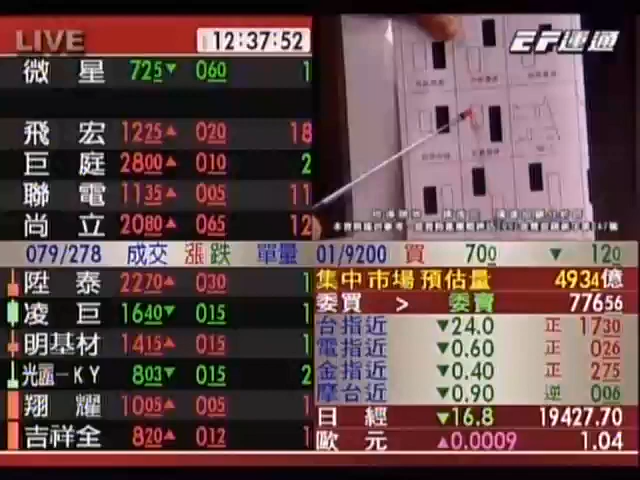 LIVE
12:37:52
EF運通
微星 725▼ 060 1
飛宏 1225▲ 020 18
巨庭 2800▲ 010 2
聯電 1135▲ 005 11
尚立 2080▲ 065 12
079/278 成交 漲跌 單量
01/9200 買 700 ▼ 120
陞泰 2270▲ 030 1
凌巨 1640▼ 015 1
明基材 1415▲ 015 1
光麗－KY 803▼ 015 2
翔耀 1005▲ 005 1
吉祥全 820▲ 012 1
集中市場預估量 4934億
委買 > 委賣 77656
台指近 ▼24.0 正 1730
電指近 ▼0.60 正 026
金指近 ▼0.40 正 275
摩台近 ▼0.90 逆 006
日經 ▼16.8 19427.70
歐元 ▲0.0009 1.04